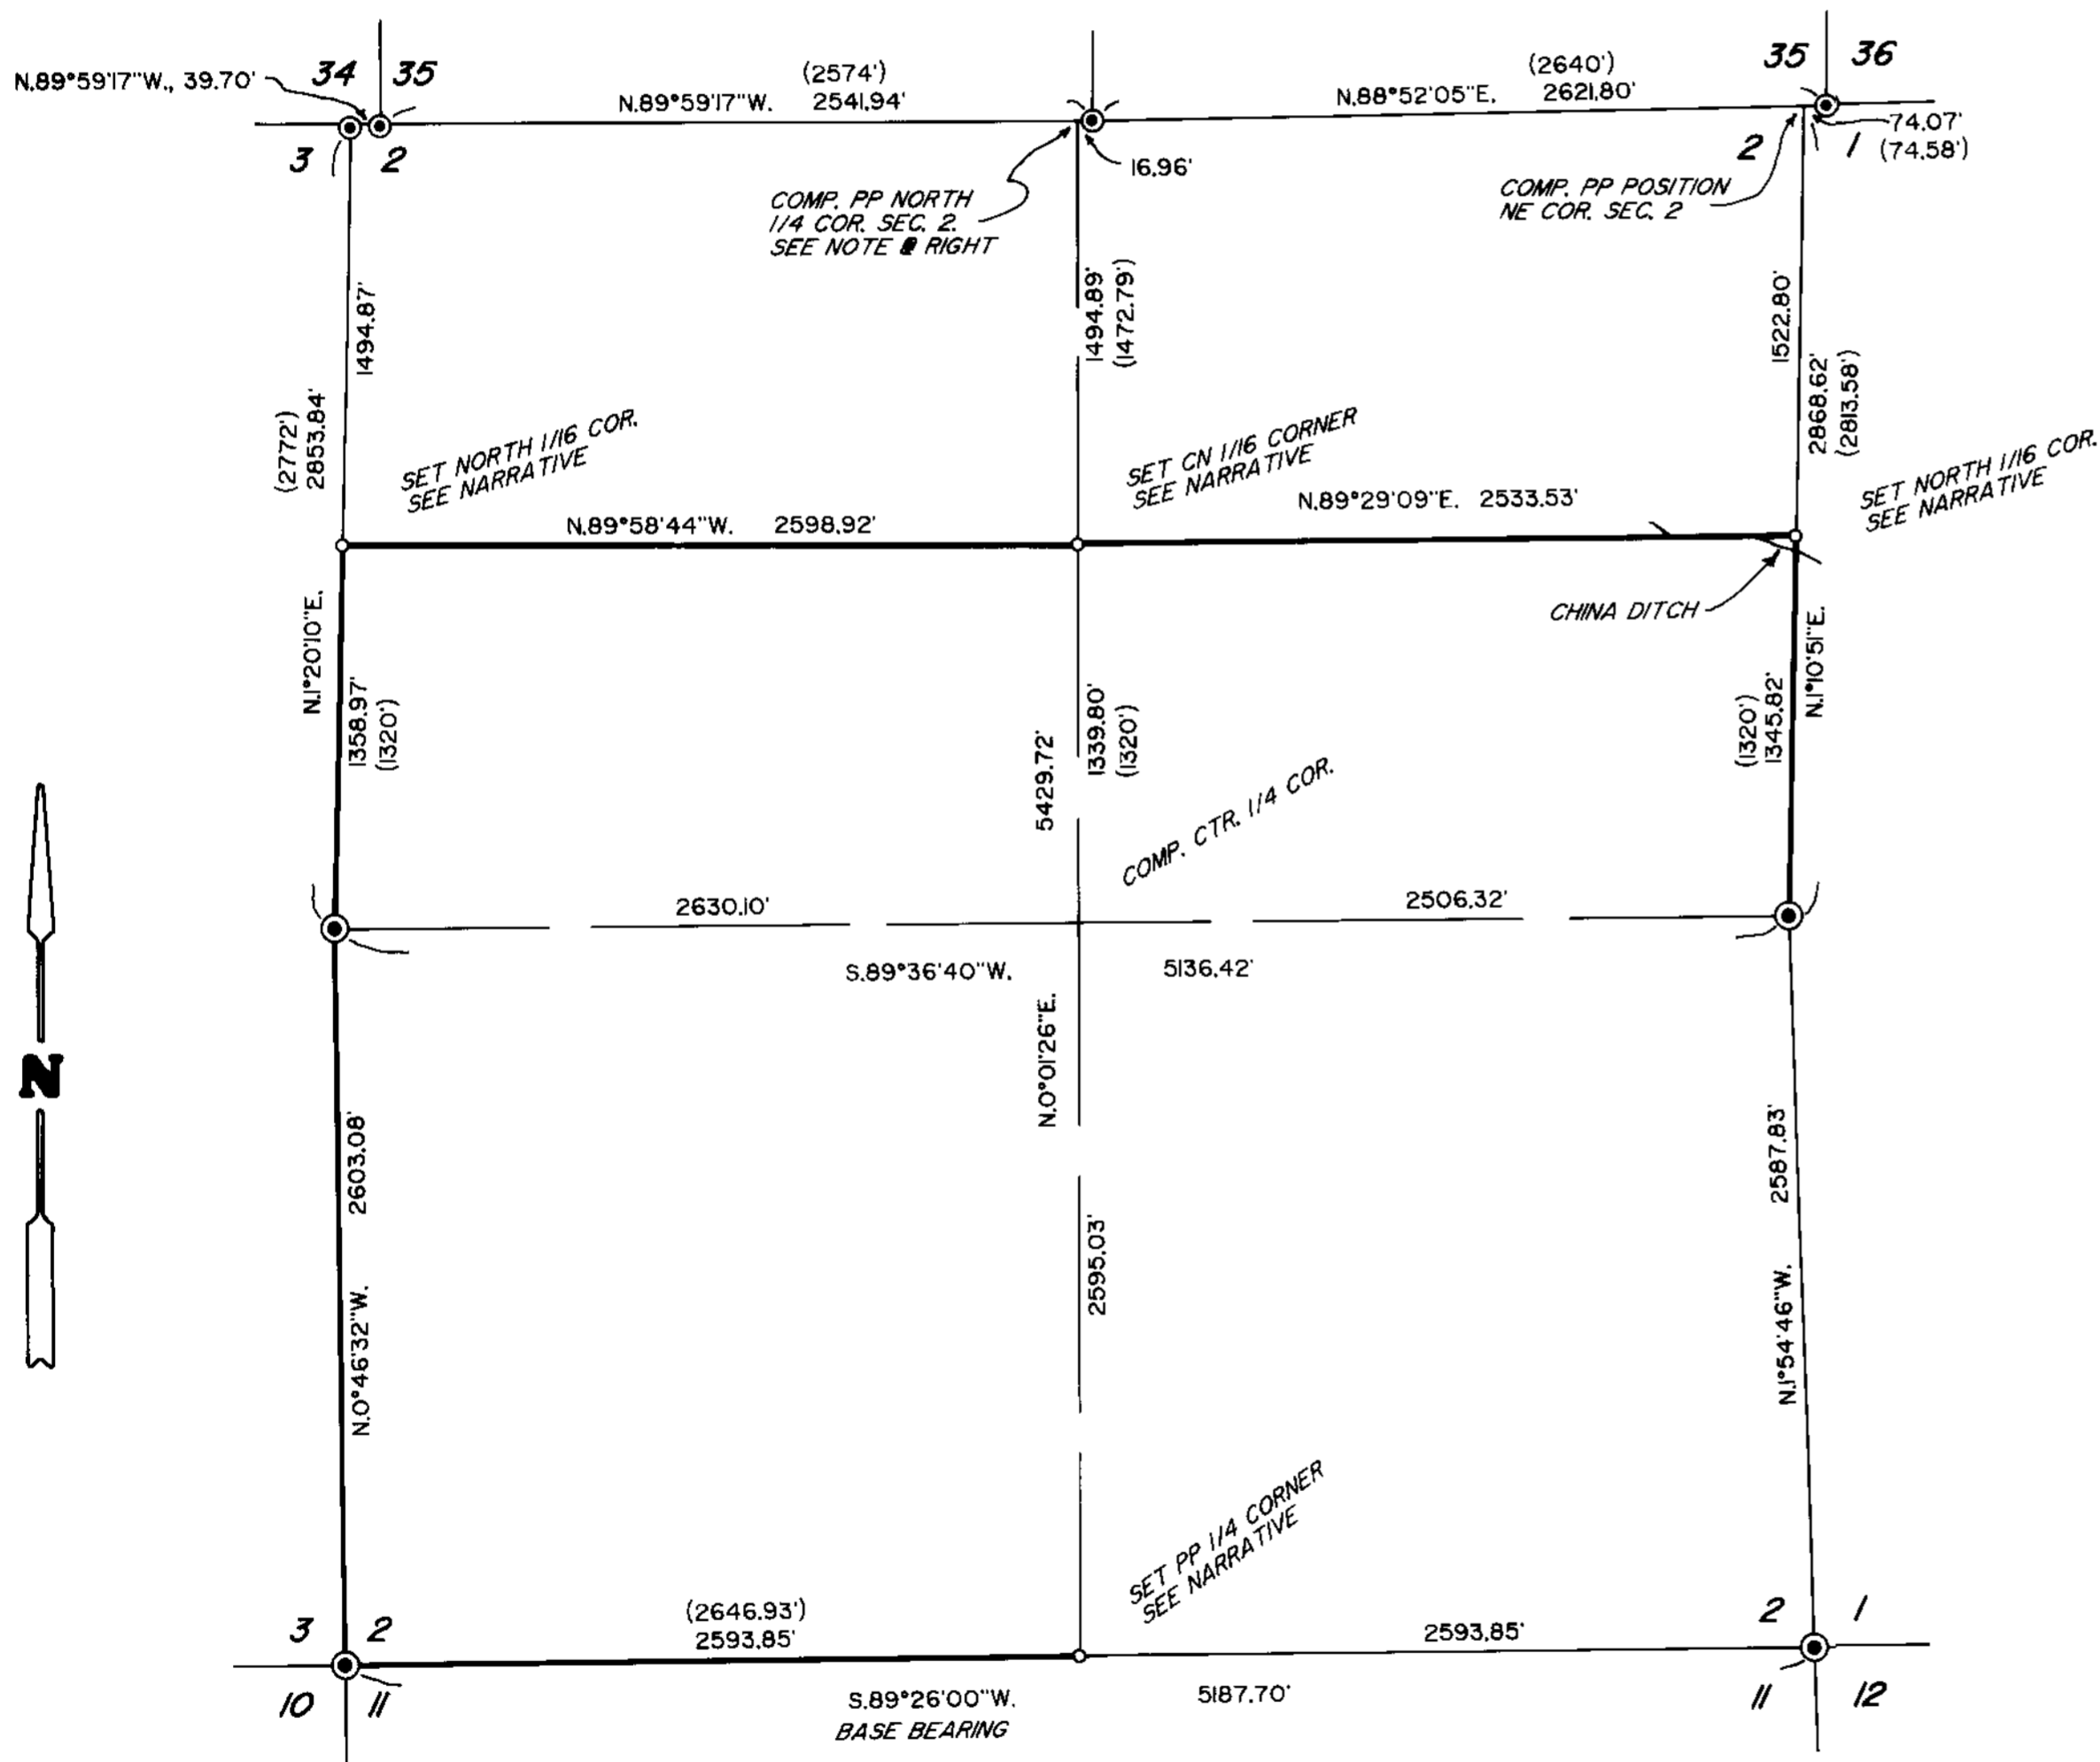 N.89°59'17"W., 39.70'
34 35
(2574')
N.89°59'17"W. 2541.94'
(2640')
N.88°52'05"E. 2621.80'
35 36
3 2
16.96'
2 1
74.07'
(74.58')
COMP. PP NORTH
1/4 COR. SEC. 2.
SEE NOTE @ RIGHT
COMP. PP POSITION
NE COR. SEC. 2
1494.87'
(2772')
2853.84'
1494.89'
(1472.79')
1522.80'
2868.62'
(2813.58')
SET NORTH 1/16 COR.
SEE NARRATIVE
SET CN 1/16 CORNER
SEE NARRATIVE
SET NORTH 1/16 COR.
SEE NARRATIVE
N.89°58'44"W. 2598.92'
N.89°29'09"E. 2533.53'
CHINA DITCH
N.1°20'10"E.
1358.97'
(1320')
5429.72'
1339.80'
(1320')
(1320')
1345.82'
N.1°10'51"E.
COMP. CTR. 1/4 COR.
2630.10'
2506.32'
S.89°36'40"W. 5136.42'
N
N.0°01'26"E.
2603.08'
N.0°46'32"W.
2595.03'
2587.83'
N.1°54'46"W.
SET PP 1/4 CORNER
SEE NARRATIVE
3 2
(2646.93')
2593.85'
2593.85'
2 1
10 11
S.89°26'00"W. 5187.70'
BASE BEARING
11 12